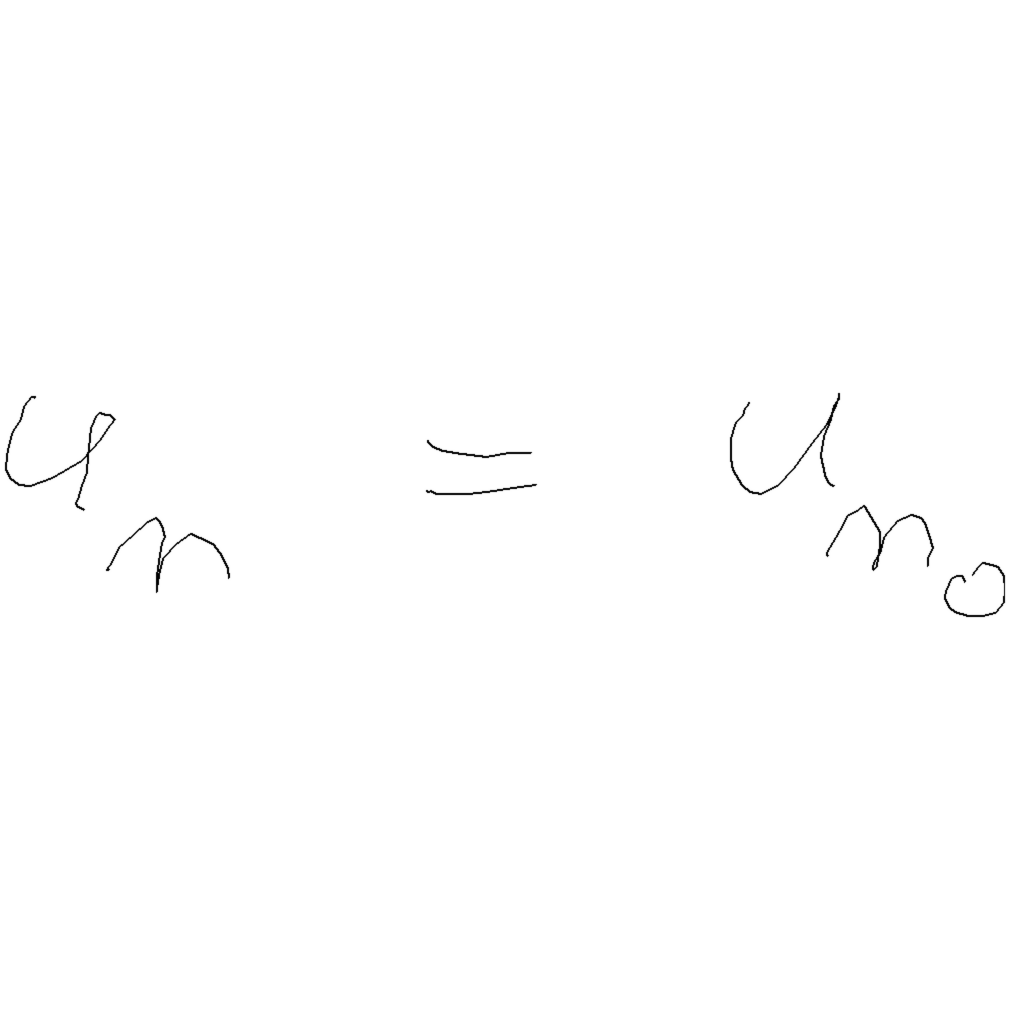 u_n = u_{n_0}